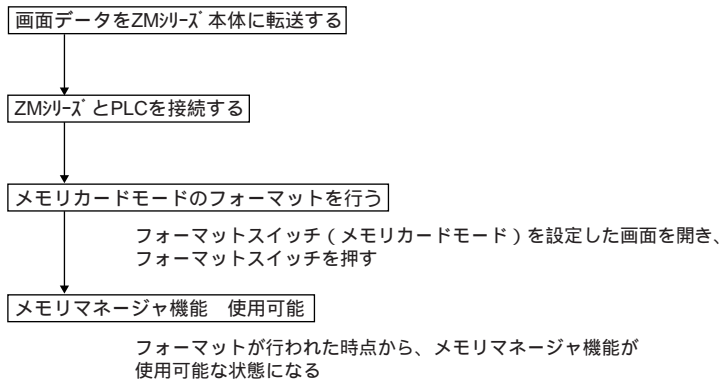 画面データをZMｼﾘｰｽﾞ本体に転送する
ZMｼﾘｰｽﾞとPLCを接続する
メモリカードモードのフォーマットを行う
フォーマットスイッチ（メモリカードモード）を設定した画面を開き、
フォーマットスイッチを押す
メモリマネージャ機能　使用可能
フォーマットが行われた時点から、メモリマネージャ機能が
使用可能な状態になる